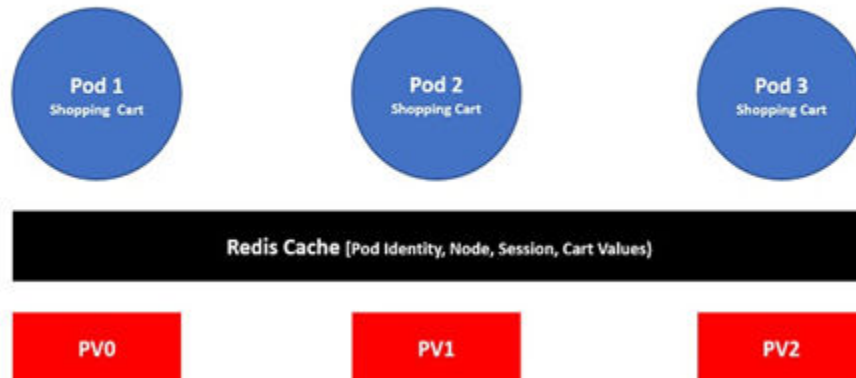 Pod 1
Shopping Cart
Pod 2
Shopping Cart
Pod 3
Shopping Cart
Redis Cache [Pod Identity, Node, Session, Cart Values)
PV0
PV1
PV2